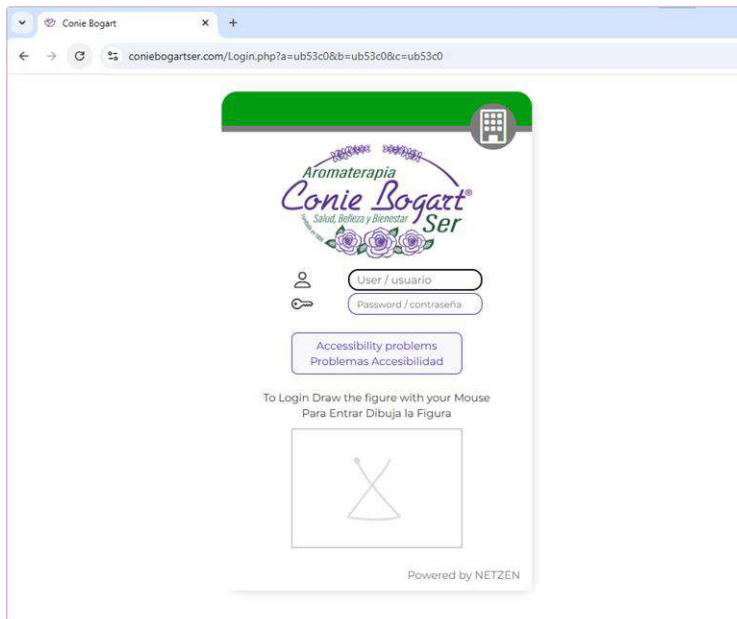 Conie Bogart
coniebogartser.com/Login.php?a=ub53c0&b=ub53c0&c=ub53c0
Aromaterapia
Conie Bogart®
Salud, Belleza y Bienestar
Ser
User / usuario
Password / contraseña
Accessibility problems
Problemas Accesibilidad
To Login Draw the figure with your Mouse
Para Entrar Dibuja la Figura
Powered by NETZEN